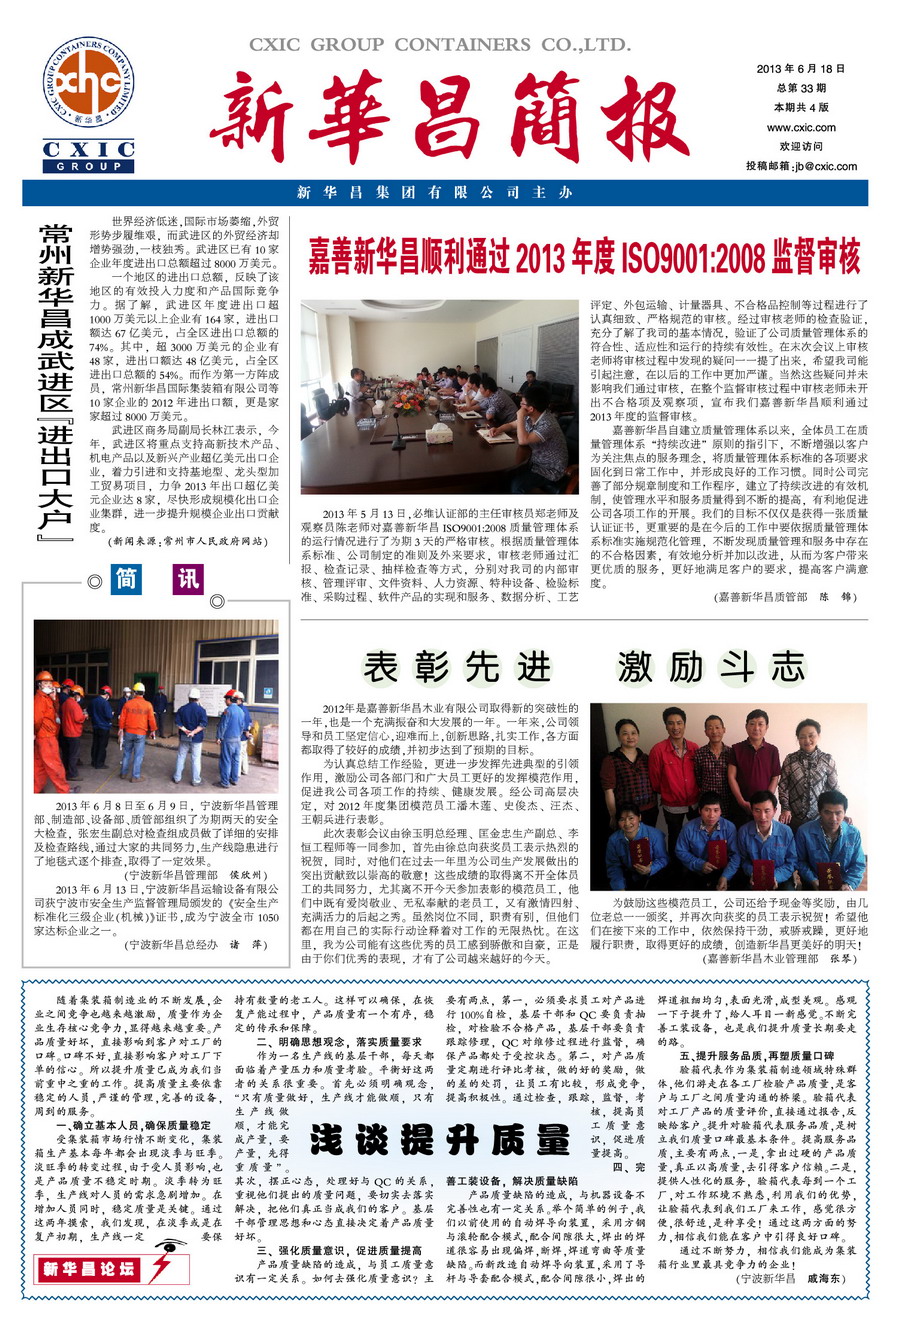 CXIC GROUP CONTAINERS CO.,LTD.
CXIC GROUP CONTAINERS COMPANY LIMITED
cxhc
新华昌
CXIC
GROUP
新華昌簡报
2013 年 6 月 18 日
总第 33 期
本期共 4 版
www.cxic.com
欢迎访问
投稿邮箱:jb@cxic.com
新华昌集团有限公司主办
常州新华昌成武进区『进出口大户』
世界经济低迷,国际市场萎缩,外贸
形势步履维艰，而武进区的外贸经济却
增势强劲,一枝独秀。武进区已有 10 家
企业年度进出口总额超过 8000 万美元。
一个地区的进出口总额，反映了该
地区的有效投入力度和产品国际竞争
力。据了解，武进区年度进出口超
1000 万美元以上企业有 164 家，进出口
额达 67 亿美元，占全区进出口总额的
74%。其中，超 3000 万美元的企业有
48 家，进出口额达 48 亿美元，占全区
进出口总额的 54%。而作为第一方阵成
员，常州新华昌国际集装箱有限公司等
10 家企业的 2012 年进出口额，更是家
家超过 8000 万美元。
武进区商务局副局长林江表示，今
年，武进区将重点支持高新技术产品、
机电产品以及新兴产业超亿美元出口企
业，着力引进和支持基地型、龙头型加
工贸易项目，力争 2013 年出口超亿美
元企业达 8 家，尽快形成规模化出口企
业集群，进一步提升规模企业出口贡献
度。
(新闻来源:常州市人民政府网站)
嘉善新华昌顺利通过 2013 年度 ISO9001:2008 监督审核
2013 年 5 月 13 日,必维认证部的主任审核员郑老师及
观察员陈老师对嘉善新华昌 ISO9001:2008 质量管理体系
的运行情况进行了为期 3 天的严格审核。根据质量管理体
系标准、公司制定的准则及外来要求，审核老师通过汇
报、检查记录、抽样检查等方式，分别对我司的内部审
核、管理评审、文件资料、人力资源、特种设备、检验标
准、采购过程、软件产品的实现和服务、数据分析、工艺
评定、外包运输、计量器具、不合格品控制等过程进行了
认真细致、严格规范的审核。经过审核老师的检查验证，
充分了解了我司的基本情况，验证了公司质量管理体系的
符合性、适应性和运行的持续有效性。在末次会议上审核
老师将审核过程中发现的疑问一一提了出来，希望我司能
引起注意，在以后的工作中更加严谨。当然这些疑问并未
影响我们通过审核，在整个监督审核过程中审核老师未开
出不合格项及观察项，宣布我们嘉善新华昌顺利通过
2013 年度的监督审核。
嘉善新华昌自建立质量管理体系以来，全体员工在质
量管理体系“持续改进”原则的指引下，不断增强以客户
为关注焦点的服务理念，将质量管理体系标准的各项要求
固化到日常工作中，并形成良好的工作习惯。同时公司完
善了部分规章制度和工作程序，建立了持续改进的有效机
制，使管理水平和服务质量得到不断的提高，有利地促进
公司各项工作的开展。我们的目标不仅仅是获得一张质量
认证证书，更重要的是在今后的工作中要依据质量管理体
系标准实施规范化管理，不断发现质量管理和服务中存在
的不合格因素，有效地分析并加以改进，从而为客户带来
更优质的服务，更好地满足客户的要求，提高客户满意
度。
(嘉善新华昌质管部 陈 锦)
简 讯
2013 年 6 月 8 日至 6 月 9 日，宁波新华昌管理
部、制造部、设备部、质管部组织了为期两天的安全
大检查，张宏生副总对检查组成员做了详细的安排
及检查路线,通过大家的共同努力,生产线隐患进行
了地毯式逐个排查,取得了一定效果。
(宁波新华昌管理部 侯欣州)
2013 年 6 月 13 日,宁波新华昌运输设备有限公
司获宁波市安全生产监督管理局颁发的《安全生产
标准化三级企业(机械)》证书,成为宁波全市 1050
家达标企业之一。
(宁波新华昌总经办 诸 萍)
表彰先进 激励斗志
2012年是嘉善新华昌木业有限公司取得新的突破性的
一年,也是一个充满振奋和大发展的一年。一年来,公司领
导和员工坚定信心,迎难而上,创新思路,扎实工作,各方面
都取得了较好的成绩,并初步达到了预期的目标。
为认真总结工作经验，更进一步发挥先进典型的引领
作用，激励公司各部门和广大员工更好的发挥模范作用，
促进我公司各项工作的持续、健康发展。经公司高层决
定，对 2012 年度集团模范员工潘木莲、史俊杰、汪杰、
王朝兵进行表彰。
此次表彰会议由徐玉明总经理、匡金忠生产副总、李
恒工程师等一同参加，首先由徐总向获奖员工表示热烈的
祝贺，同时，对他们在过去一年里为公司生产发展做出的
突出贡献致以崇高的敬意！这些成绩的取得离不开全体员
工的共同努力，尤其离不开今天参加表彰的模范员工，他
们中既有爱岗敬业、无私奉献的老员工，又有激情四射、
充满活力的后起之秀。虽然岗位不同，职责有别，但他们
都在用自己的实际行动诠释着对工作的无限热忱。在这
里，我为公司能有这些优秀的员工感到骄傲和自豪，正是
由于你们优秀的表现，才有了公司越来越好的今天。
为鼓励这些模范员工，公司还给予现金等奖励，由几
位老总一一颁奖，并再次向获奖的员工表示祝贺！希望他
们在接下来的工作中，依然保持干劲，戒骄戒躁，更好地
履行职责，取得更好的成绩，创造新华昌更美好的明天！
(嘉善新华昌木业管理部 张琴)
浅谈提升质量
随着集装箱制造业的不断发展,企
业之间竞争也越来越激励，质量作为企
业生存核心竞争力,显得越来越重要。产
品质量好坏，直接影响到客户对工厂的
口碑。口碑不好,直接影响客户对工厂下
单的信心。所以提升质量已成为我们当
前重中之重的工作。提高质量主要依靠
稳定的人员,严谨的管理,完善的设备，
周到的服务。
一、确立基本人员,确保质量稳定
受集装箱市场行情不断变化，集装
箱生产基本每年都会出现淡季与旺季。
淡旺季的转变过程,由于受人员影响,也
是产品质量不稳定时期。淡季转为旺
季，生产线对人员的需求急剧增加。在
增加人员同时，稳定质量是关键。通过
这两年摸索，我们发现，在淡季或是在
复产初期，生产线一定要保
持有数量的老工人。这样可以确保，在恢
复产能过程中，产品质量有一个有序，稳
定的传承和保障。
二、明确思想观念，落实质量要求
作为一名生产线的基层干部，每天都
面临着产量压力和质量考验。平衡好这两
者的关系很重要。首先必须明确观念，
“只有质量做好，生产线才能做顺，只有
生产线做
顺，才能完
成产量，要
产量，先得
重质量”。
其次，摆正心态，处理好与 QC 的关系，
重视他们提出的质量问题，要切实去落实
解决，把他们真正当成我们的客户。基层
干部管理思想和心态直接决定着产品质量
好坏。
三、强化质量意识，促进质量提高
产品质量缺陷的造成，与员工质量意
识有一定关系。如何去强化质量意识？主
要有两点，第一，必须要求员工对产品进
行 100%自检，基层干部和 QC 要负责抽
检，对检验不合格产品，基层干部要负责
跟踪修理，QC 对维修过程进行监督，确
保产品都处于受控状态。第二，对产品质
量定期进行评比考核，做的好的奖励，做
的差的处罚，让员工有比较，形成竞争，
提高积极性。通过检查，跟踪，监督，考
核，提高员
工质量意
识，促进质
量提高。
四、完
善工装设备，解决质量缺陷
产品质量缺陷的造成，与机器设备不
完善性也有一定关系。举个简单的例子,我
们以前使用的自动焊导向装置，采用方钢
与滚轮配合模式,配合间隙很大,焊出的焊
道很容易出现偏焊,断焊,焊道弯曲等质量
缺陷。而新改造自动焊导向装置,采用了导
杆与导套配合模式,配合间隙很小,焊出的
焊道粗细均匀,表面光滑,成型美观。感观
一下子提升了,给人耳目一新感觉。不断完
善工装设备，也是我们提升质量长期要走
的路。
五、提升服务品质,再塑质量口碑
验箱代表作为集装箱制造领域特殊群
体,他们游走在各工厂检验产品质量,是客
户与工厂之间质量沟通的桥梁。验箱代表
对工厂产品的质量评价,直接通过报告,反
映给客户。提升对验箱代表服务品质,是树
立我们质量口碑最基本条件。提高服务品
质,主要有两点,一是,拿出过硬的产品质
量,真正以高质量,去引得客户信赖。二是，
提供人性化的服务，验箱代表每到一个工
厂,对工作环境不熟悉,利用我们的优势，
让验箱代表到我们工厂来工作，感觉很方
便,很舒适,是种享受！通过这两方面的努
力,相信我们能在客户中引得良好口碑。
通过不断努力，相信我们能成为集装
箱行业里最具竞争力的企业！
(宁波新华昌 戚海东)
新华昌论坛